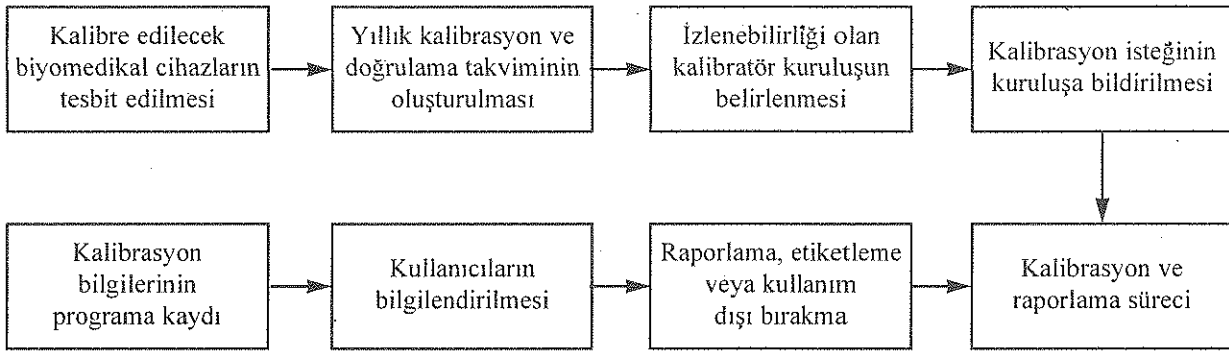 Kalibre edilecek
biyomedikal cihazların
tesbit edilmesi
Yıllık kalibrasyon ve
doğrulama takviminin
oluşturulması
İzlenebilirliği olan
kalibratör kuruluşun
belirlenmesi
Kalibrasyon isteğinin
kuruluşa bildirilmesi
Kalibrasyon
bilgilerinin
programa kaydı
Kullanıcıların
bilgilendirilmesi
Raporlama, etiketleme
veya kullanım
dışı bırakma
Kalibrasyon ve
raporlama süreci